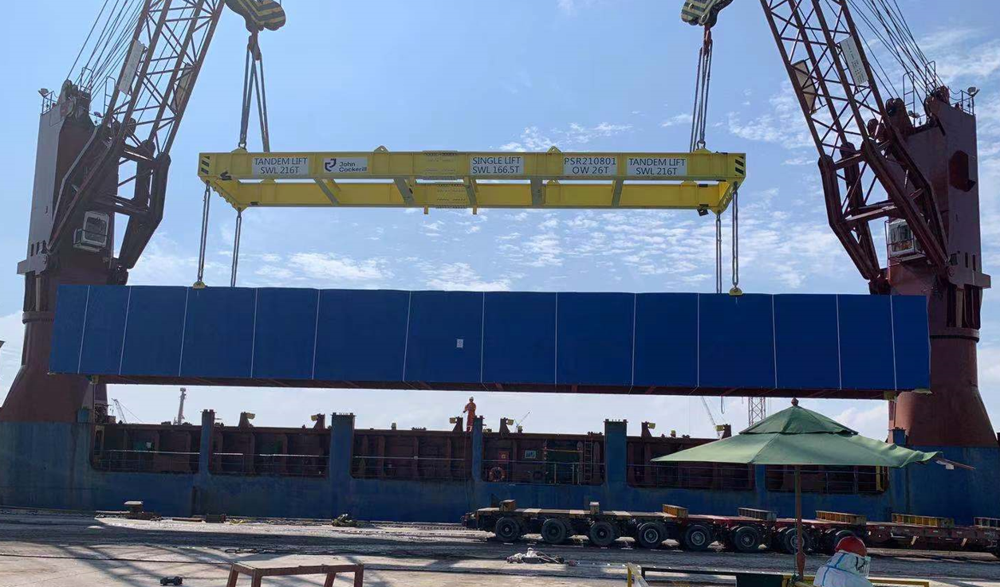 TANDEM LIFT
SWL 216T
John
Cockerill
SINGLE LIFT
SWL 166.5T
PSR210801
OW 26T
TANDEM LIFT
SWL 216T